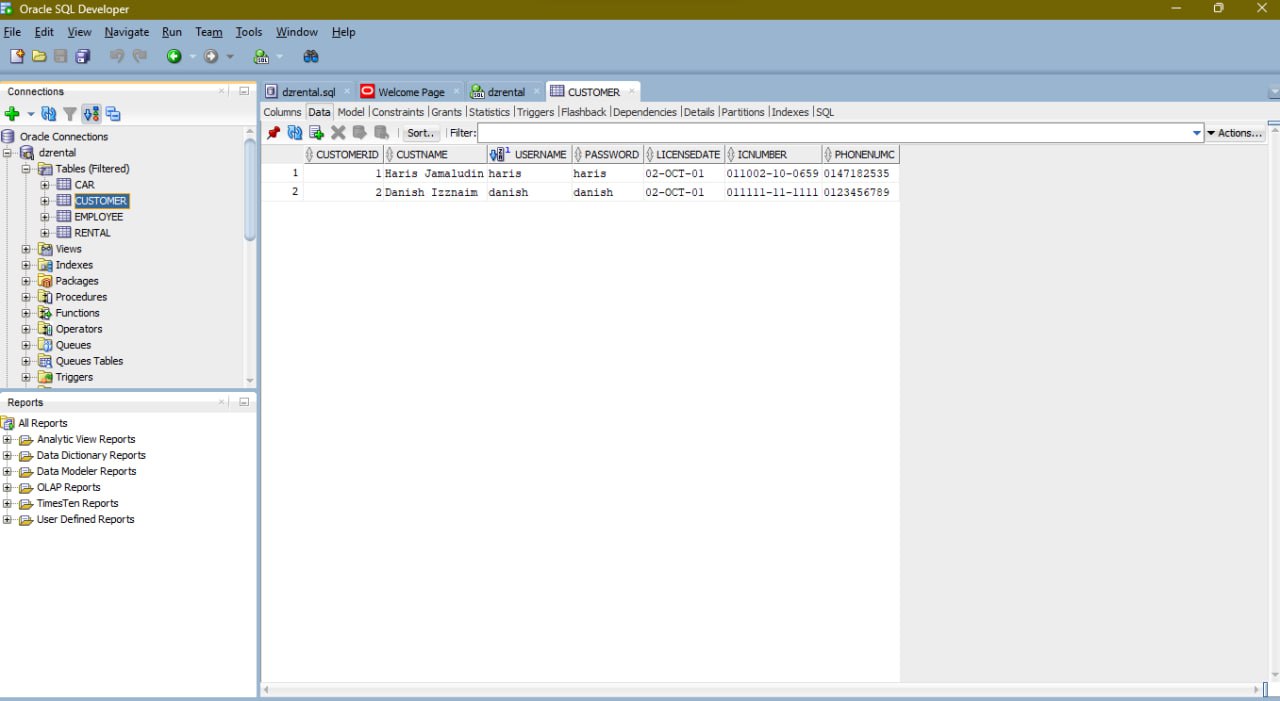 Oracle SQL Developer
File Edit View Navigate Run Team Tools Window Help
Connections
Oracle Connections
dzrental
Tables (Filtered)
CAR
CUSTOMER
EMPLOYEE
RENTAL
Views
Indexes
Packages
Procedures
Functions
Operators
Queues
Queues Tables
Triggers
Reports
All Reports
Analytic View Reports
Data Dictionary Reports
Data Modeler Reports
OLAP Reports
TimesTen Reports
User Defined Reports
dzrental.sql Welcome Page dzrental CUSTOMER
Columns Data Model Constraints Grants Statistics Triggers Flashback Dependencies Details Partitions Indexes SQL
Sort.. Filter: Actions...
CUSTOMERID CUSTNAME USERNAME PASSWORD LICENSEDATE ICNUMBER PHONENUMC
1 1 Haris Jamaludin haris haris 02-OCT-01 011002-10-0659 0147182535
2 2 Danish Izznaim danish danish 02-OCT-01 011111-11-1111 0123456789